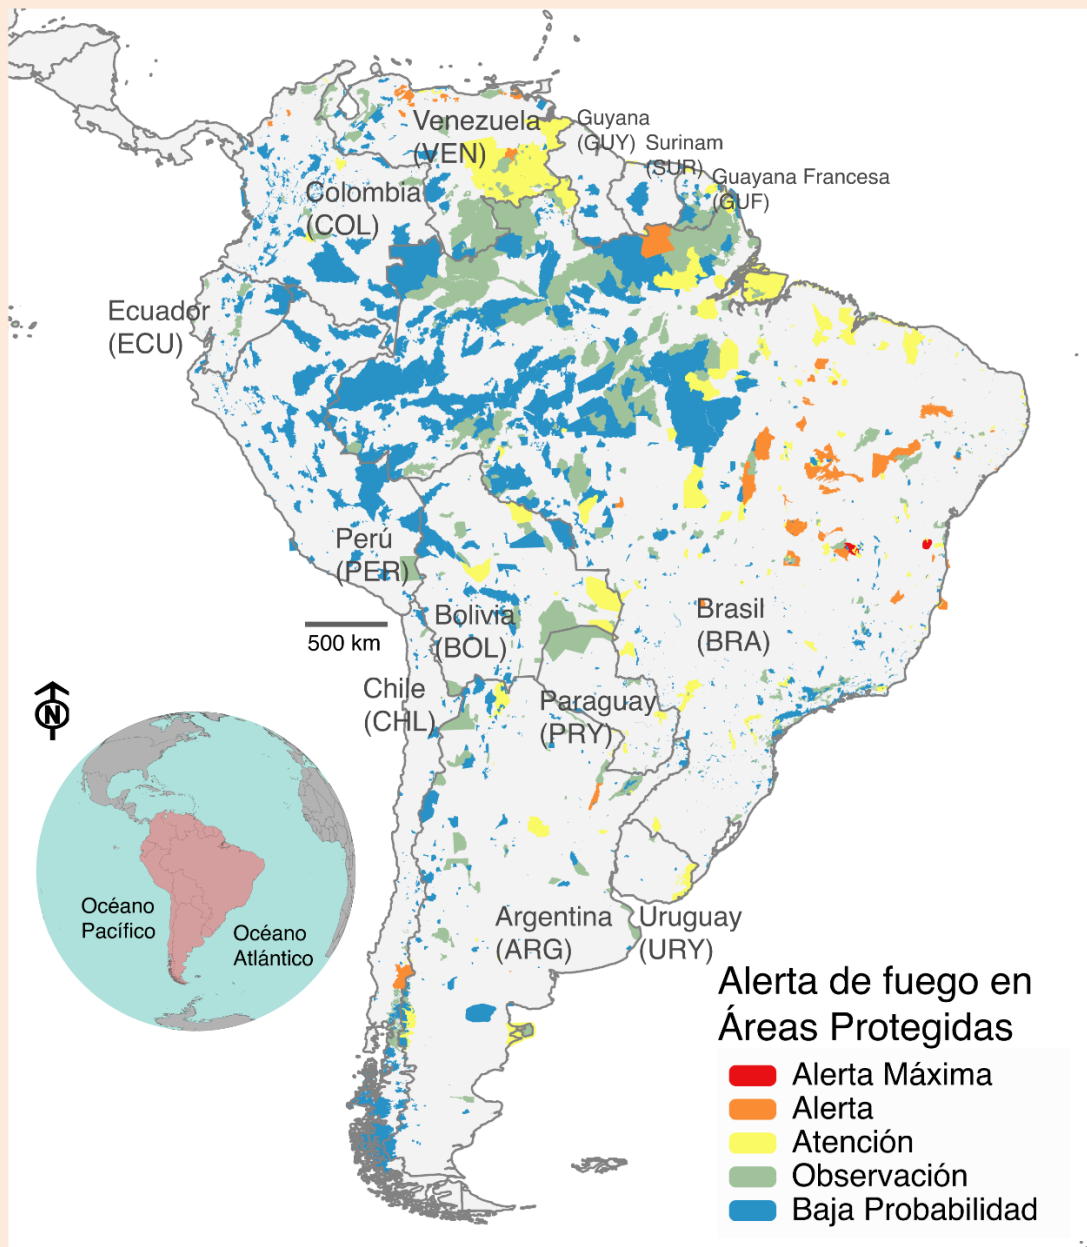 Venezuela
(VEN)
Guyana
(GUY)
Surinam
(SUR)
Guayana Francesa
(GUF)
Colombia
(COL)
Ecuador
(ECU)
Perú
(PER)
Brasil
(BRA)
500 km
Bolivia
(BOL)
Chile
(CHL)
Paraguay
(PRY)
N
Océano
Pacífico
Océano
Atlántico
Argentina
(ARG)
Uruguay
(URY)
Alerta de fuego en
Áreas Protegidas
Alerta Máxima
Alerta
Atención
Observación
Baja Probabilidad